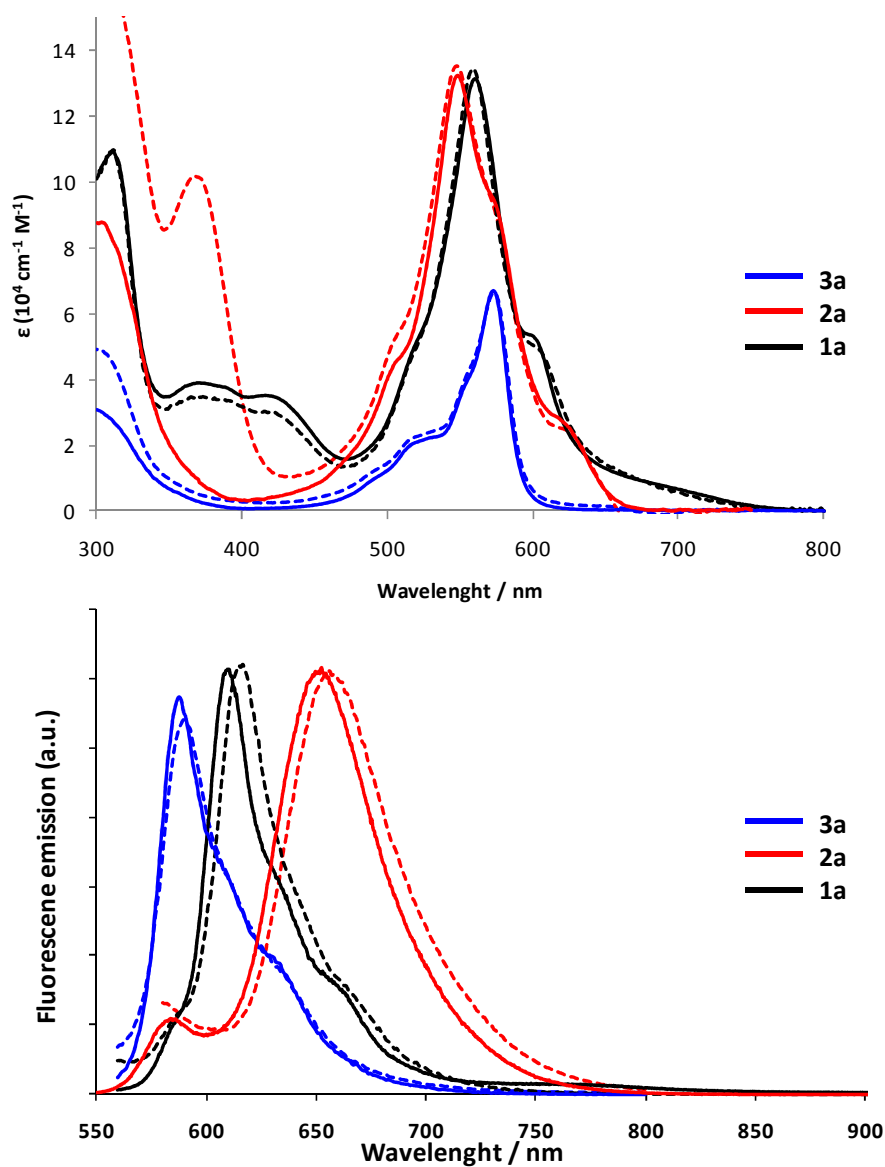 14
12
10
8
6
4
2
0
ε (10⁴ cm⁻¹ M⁻¹)
3a
2a
1a
300 400 500 600 700 800
Wavelenght / nm
Fluorescene emission (a.u.)
3a
2a
1a
550 600 650 700 750 800 850 900
Wavelenght / nm